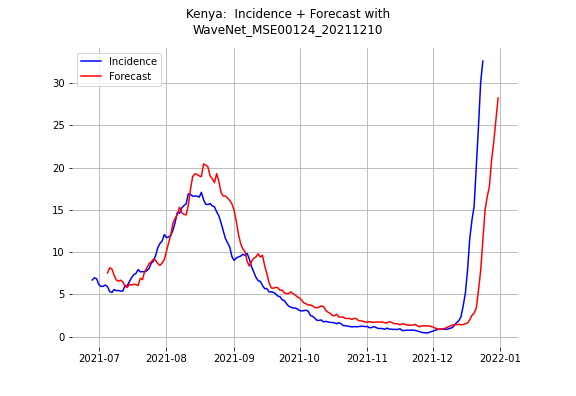 Kenya:  Incidence + Forecast with
WaveNet_MSE00124_20211210
Incidence
Forecast
30
25
20
15
10
5
0
2021-07 2021-08 2021-09 2021-10 2021-11 2021-12 2022-01